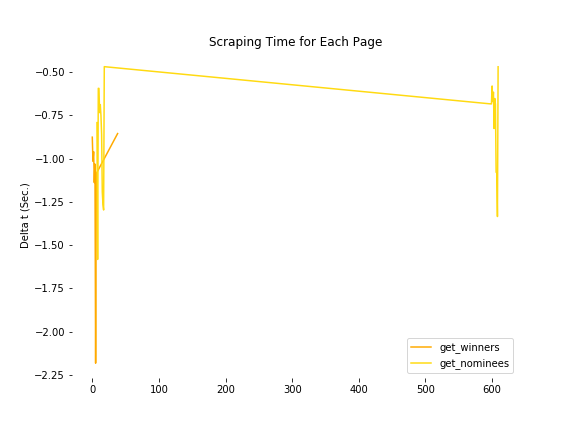 Scraping Time for Each Page
Delta t (Sec.)
−0.50
−0.75
−1.00
−1.25
−1.50
−1.75
−2.00
−2.25
0 100 200 300 400 500 600
get_winners
get_nominees